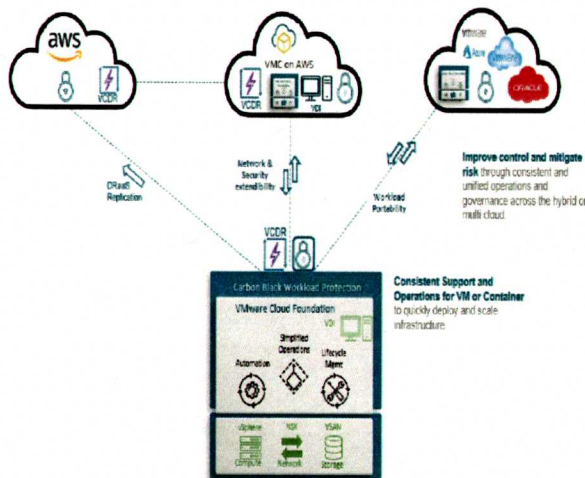 aws
VCDR
VMC on AWS
VCDR
VDI
vmware
Azure
vmware
ORACLE
DRaaS
Replication
Network &
Security
extendibility
Workload
Portability
Improve control and mitigate
risk through consistent and
unified operations and
governance across the hybrid or
multi cloud.
VCDR
Carbon Black Workload Protection
VMware Cloud Foundation
VDI
Simplified
Operations
Automation
Lifecycle
Mgmt
Consistent Support and
Operations for VM or Container
to quickly deploy and scale
infrastructure
vSphere
NSX
VSAN
Compute
Network
Storage